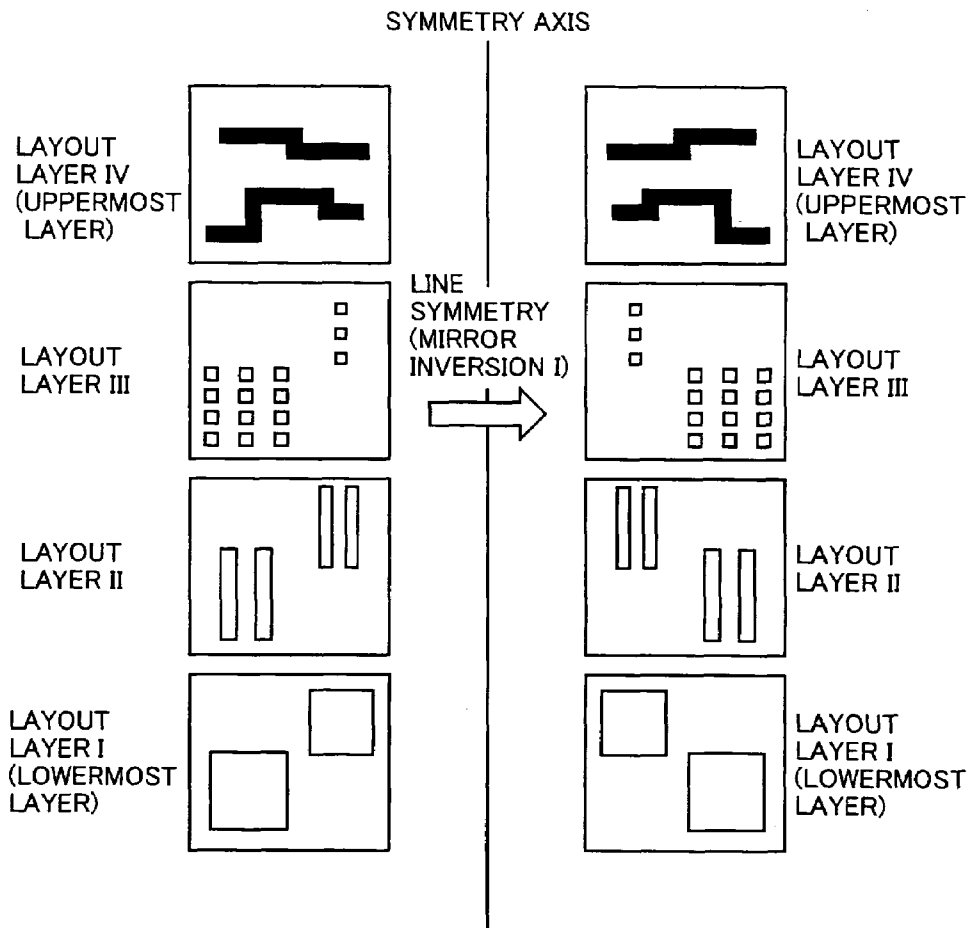 SYMMETRY AXIS
LAYOUT
LAYER IV
(UPPERMOST
LAYER)
LAYOUT
LAYER IV
(UPPERMOST
LAYER)
LINE
SYMMETRY
(MIRROR
INVERSION I)
LAYOUT
LAYER III
LAYOUT
LAYER III
LAYOUT
LAYER II
LAYOUT
LAYER II
LAYOUT
LAYER I
(LOWERMOST
LAYER)
LAYOUT
LAYER I
(LOWERMOST
LAYER)